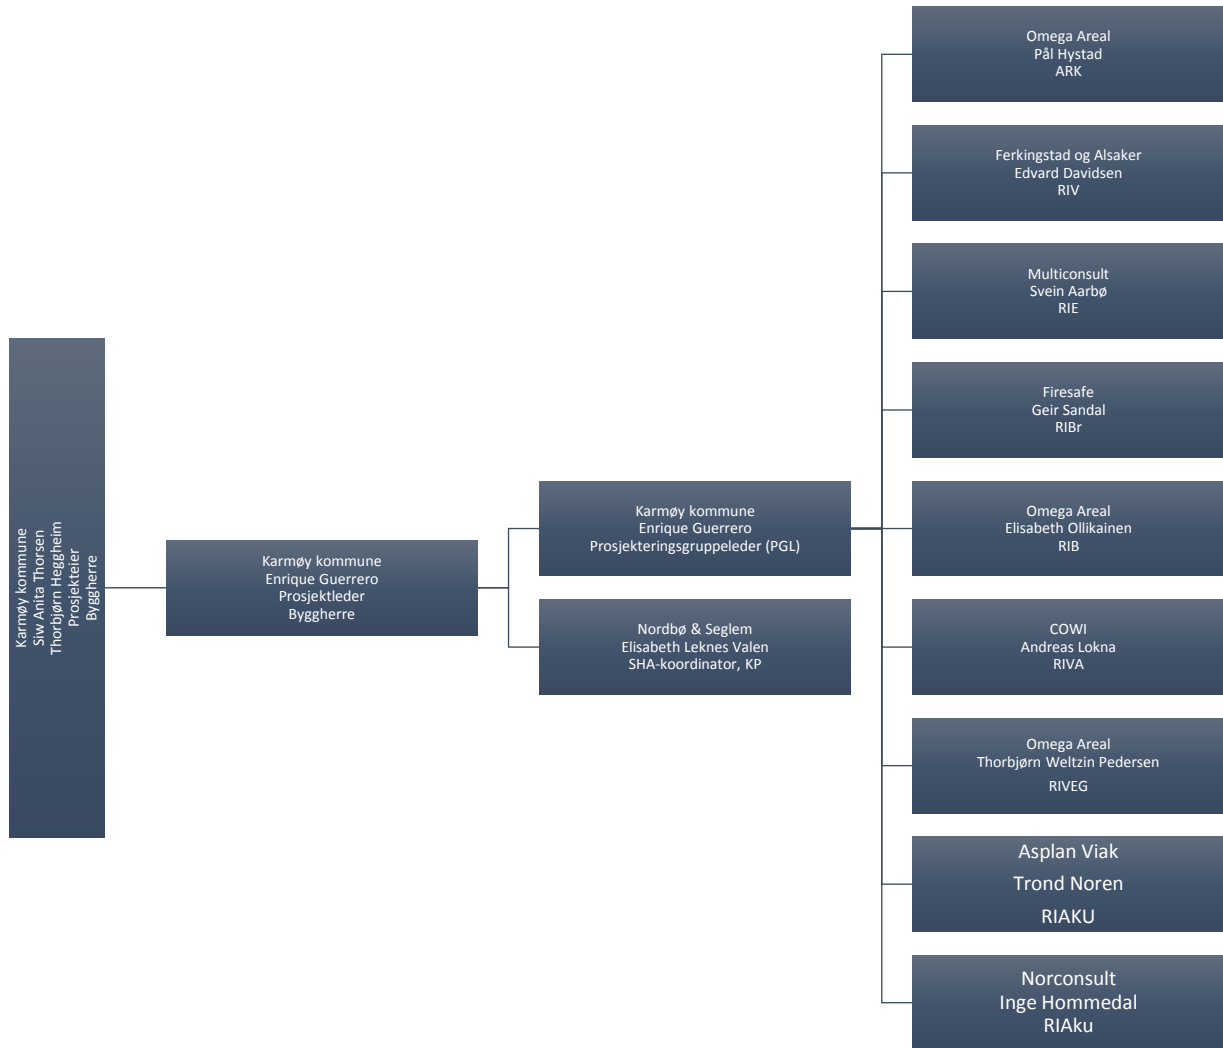 Karmøy kommune
Siw Anita Thorsen
Thorbjørn Heggheim
Prosjekteier
Byggherre
Karmøy kommune
Enrique Guerrero
Prosjektleder
Byggherre
Karmøy kommune
Enrique Guerrero
Prosjekteringsgruppeleder (PGL)
Nordbø & Seglem
Elisabeth Leknes Valen
SHA-koordinator, KP
Omega Areal
Pål Hystad
ARK
Ferkingstad og Alsaker
Edvard Davidsen
RIV
Multiconsult
Svein Aarbø
RIE
Firesafe
Geir Sandal
RIBr
Omega Areal
Elisabeth Ollikainen
RIB
COWI
Andreas Lokna
RIVA
Omega Areal
Thorbjørn Weltzin Pedersen
RIVEG
Asplan Viak
Trond Noren
RIAKU
Norconsult
Inge Hommedal
RIAku